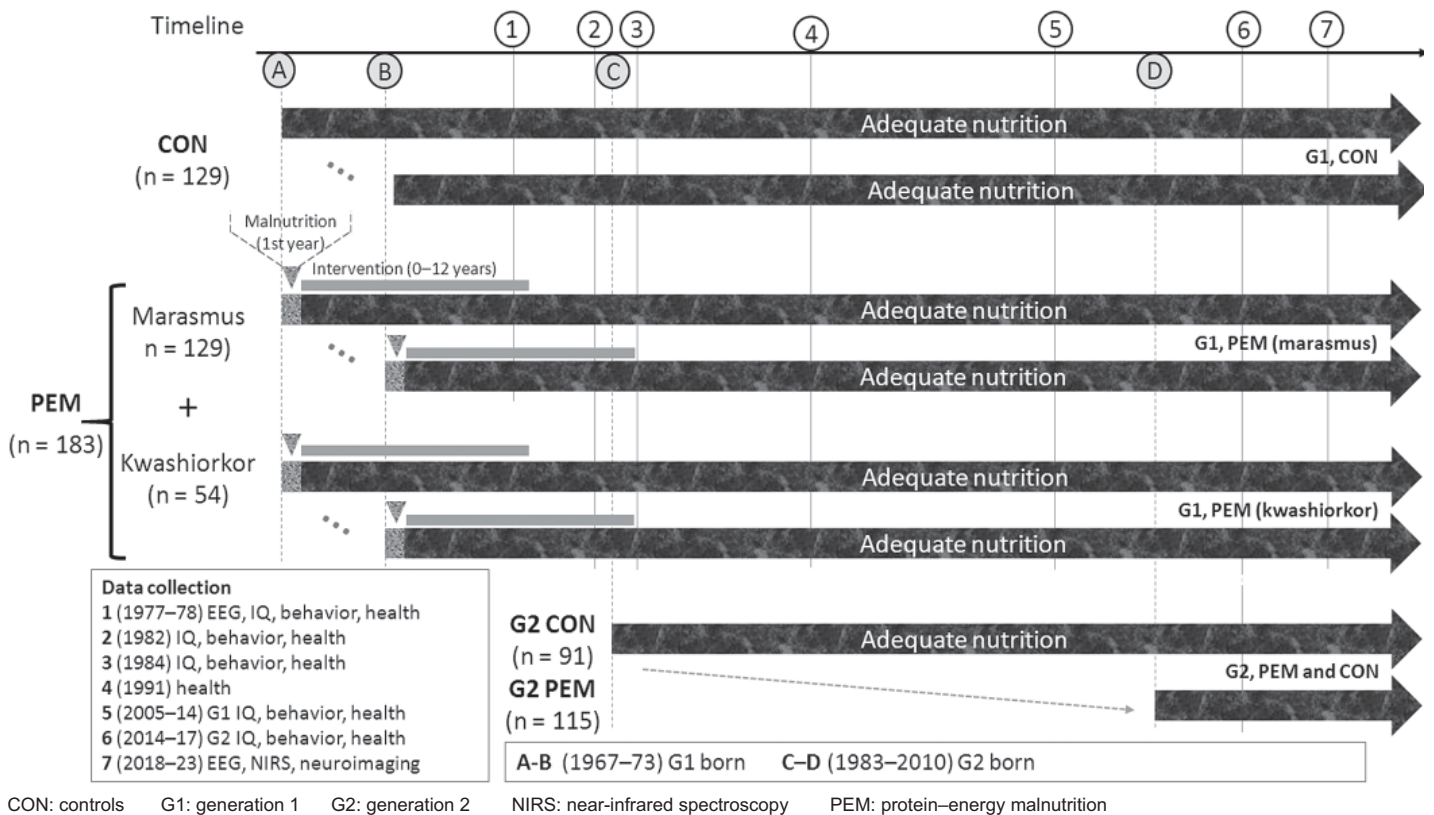 Timeline
1 2 3 4 5 6 7
A B C D
Adequate nutrition
CON
(n = 129)
G1, CON
Adequate nutrition
Malnutrition
(1st year)
Intervention (0–12 years)
Adequate nutrition
Marasmus
n = 129)
G1, PEM (marasmus)
Adequate nutrition
PEM
(n = 183)
+
Kwashiorkor
(n = 54)
Adequate nutrition
G1, PEM (kwashiorkor)
Adequate nutrition
Data collection
1 (1977–78) EEG, IQ, behavior, health
2 (1982) IQ, behavior, health
3 (1984) IQ, behavior, health
4 (1991) health
5 (2005–14) G1 IQ, behavior, health
6 (2014–17) G2 IQ, behavior, health
7 (2018–23) EEG, NIRS, neuroimaging
G2 CON
(n = 91)
Adequate nutrition
G2 PEM
(n = 115)
G2, PEM and CON
A-B (1967–73) G1 born C–D (1983–2010) G2 born
CON: controls G1: generation 1 G2: generation 2 NIRS: near-infrared spectroscopy PEM: protein–energy malnutrition